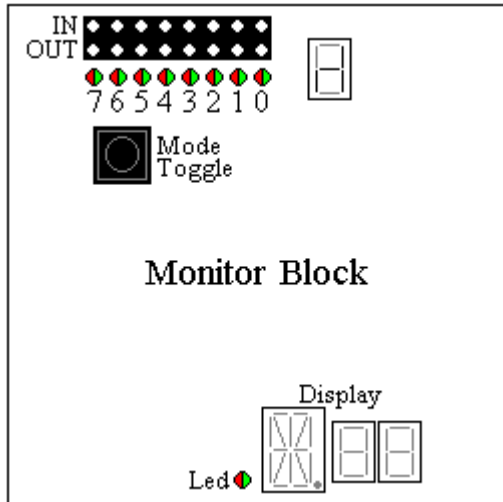 IN
OUT
7 6 5 4 3 2 1 0
Mode
Toggle
Monitor Block
Display
Led